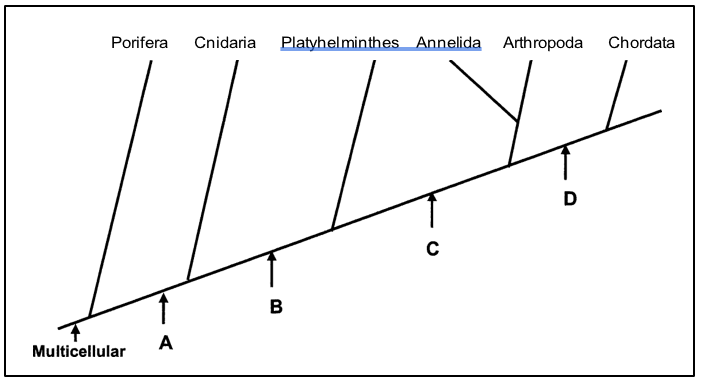 Porifera Cnidaria Platyhelminthes Annelida Arthropoda Chordata
D
C
B
A
Multicellular